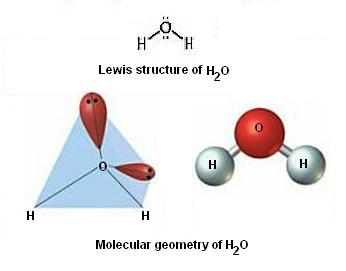 O
H H
Lewis structure of H2O
O
H H
O
H H
Molecular geometry of H2O